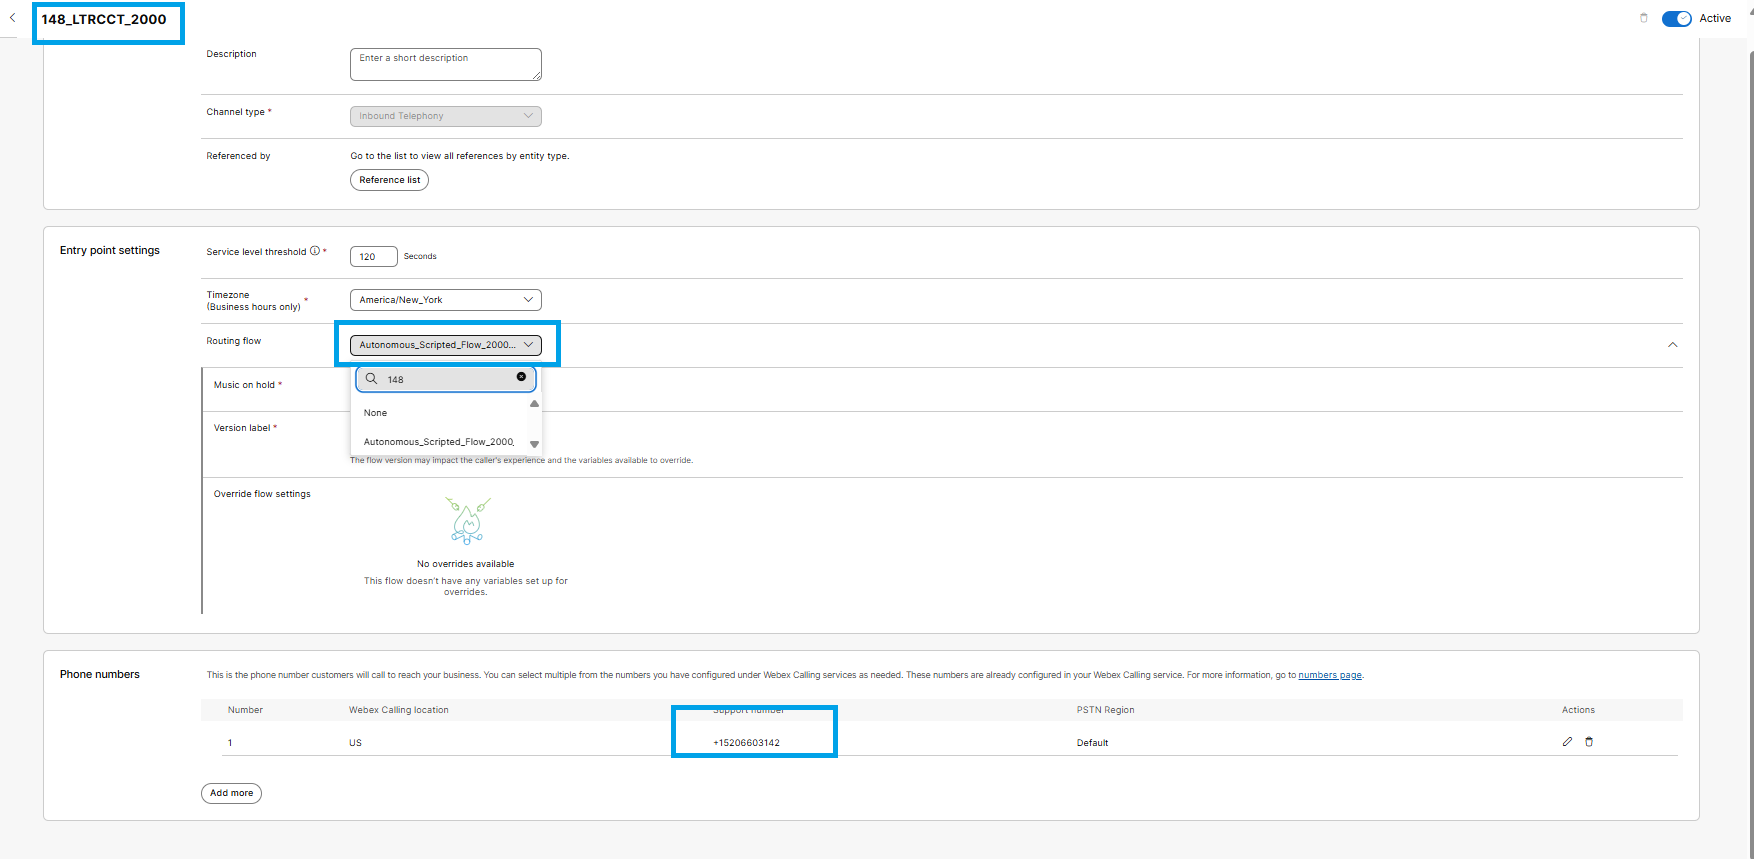 148_LTRCCT_2000
Active
Description
Enter a short description
Channel type *
Inbound Telephony
Referenced by
Go to the list to view all references by entity type.
Reference list
Entry point settings
Service level threshold *
120
Seconds
Timezone
(Business hours only) *
America/New_York
Routing flow
Autonomous_Scripted_Flow_2000...
148
Music on hold *
None
Version label *
Autonomous_Scripted_Flow_2000_
The flow version may impact the caller's experience and the variables available to override.
Override flow settings
No overrides available
This flow doesn't have any variables set up for
overrides.
Phone numbers
This is the phone number customers will call to reach your business. You can select multiple from the numbers you have configured under Webex Calling services as needed. These numbers are already configured in your Webex Calling service. For more information, go to numbers page.
Number
Webex Calling location
Support number
PSTN Region
Actions
1
US
+15206603142
Default
Add more